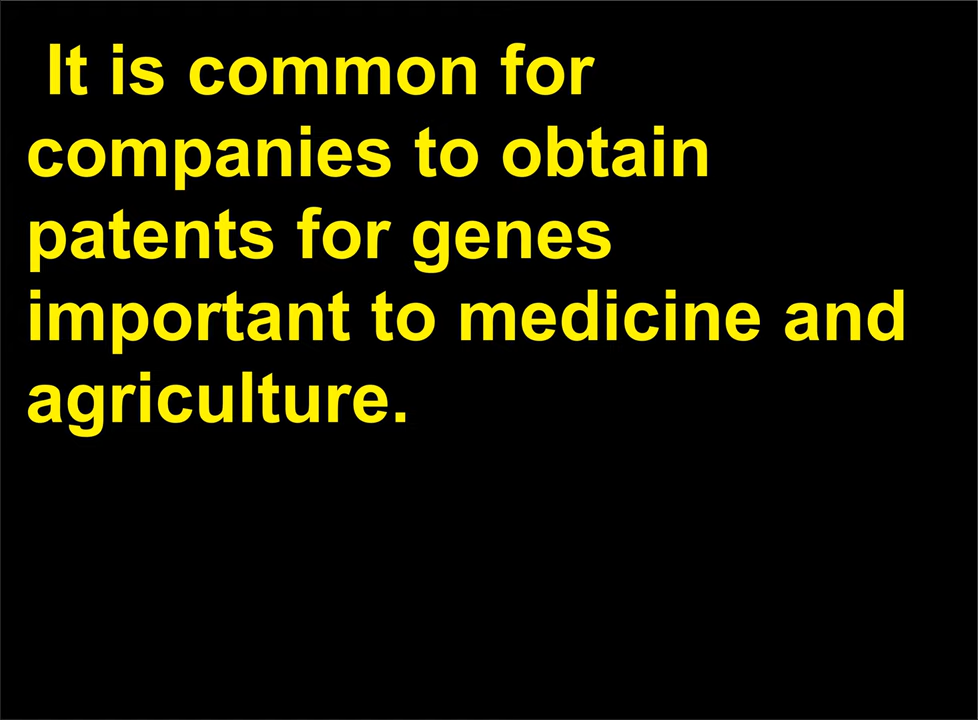 It is common for
companies to obtain
patents for genes
important to medicine and
agriculture.